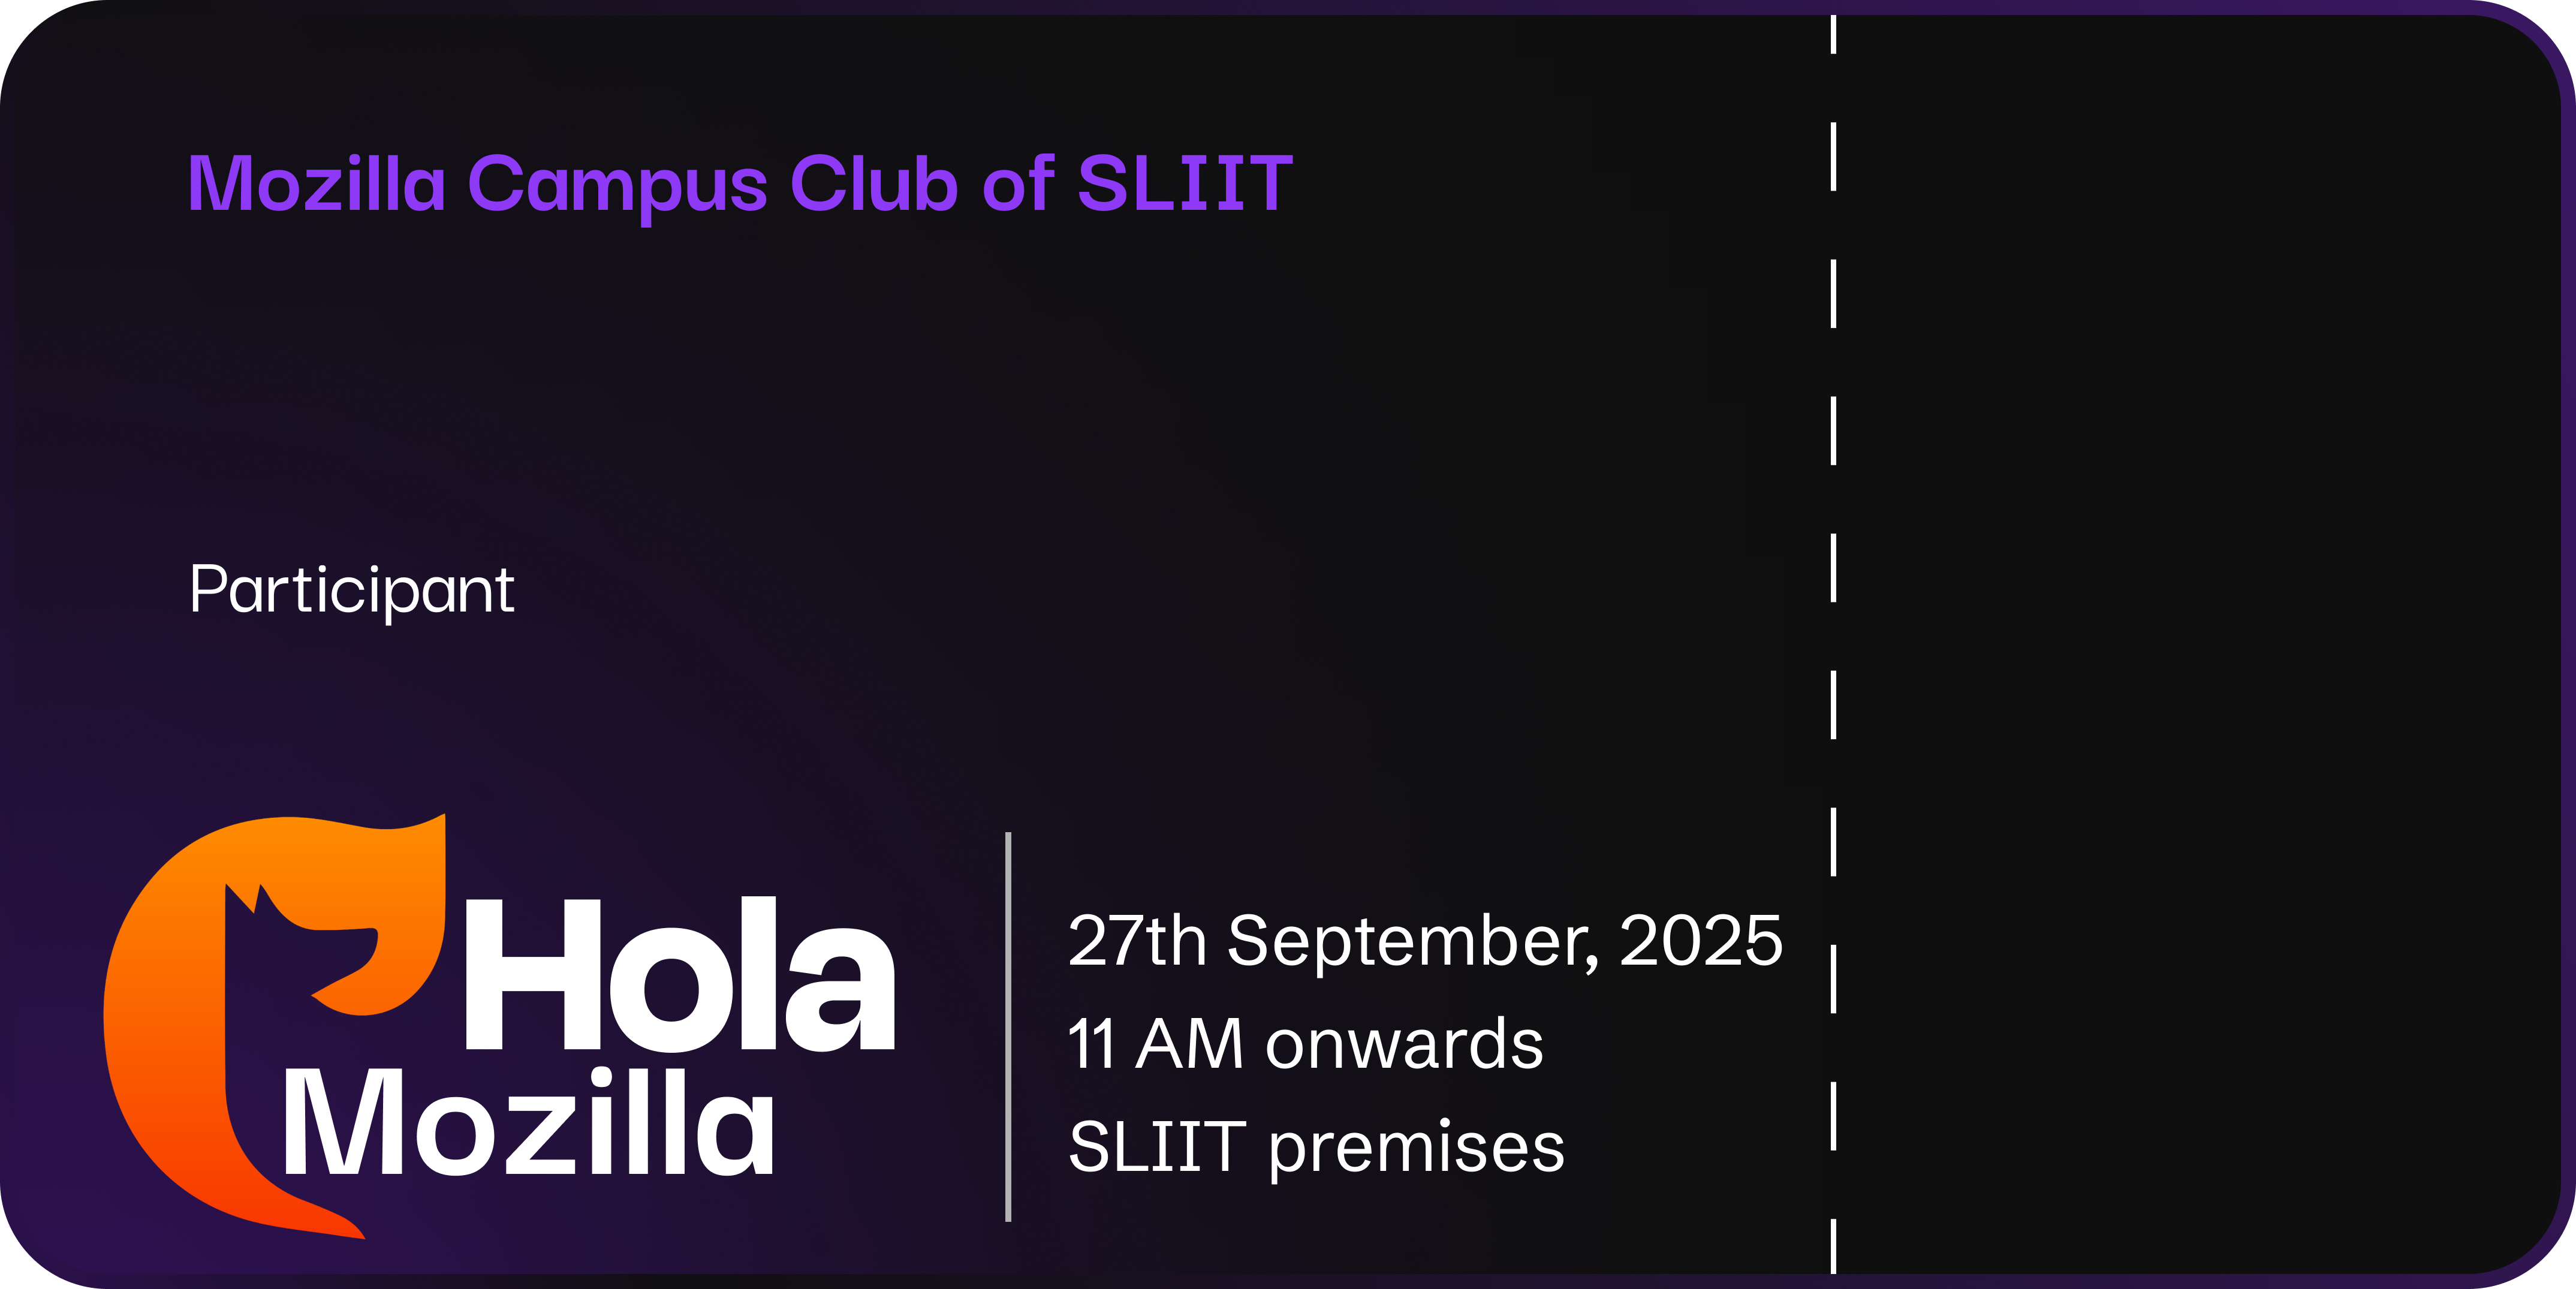 Mozilla Campus Club of SLIIT
Participant
Hola
Mozilla
27th September, 2025
11 AM onwards
SLIIT premises